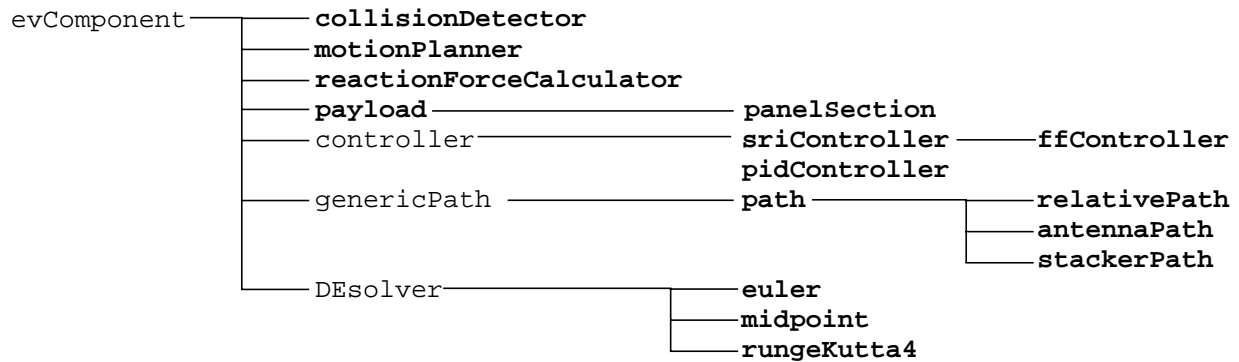 evComponent collisionDetector
motionPlanner
reactionForceCalculator
payload panelSection
controller sriController ffController
pidController
genericPath path relativePath
antennaPath
stackerPath
DEsolver euler
midpoint
rungeKutta4